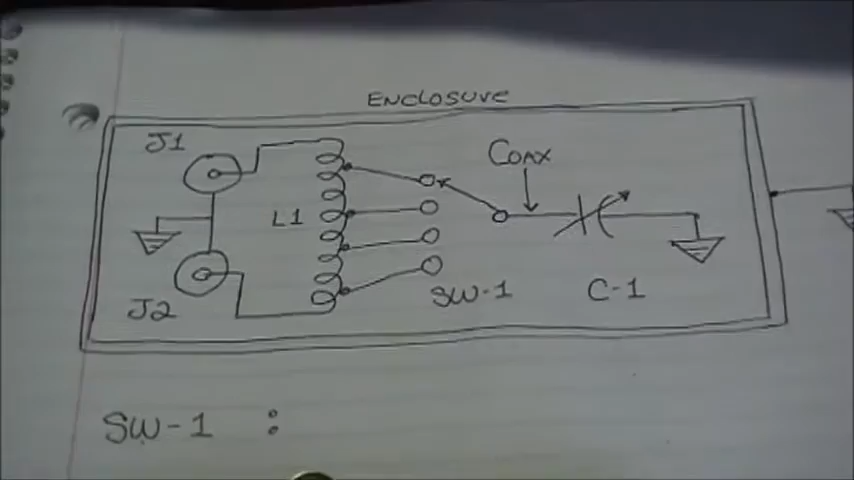 ENCLOSURE
J1
COAX
L1
J2
SW-1
C-1
SW-1 :